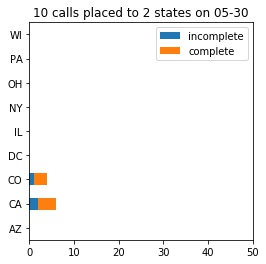 10 calls placed to 2 states on 05-30
incomplete
complete
WI
PA
OH
NY
IL
DC
CO
CA
AZ
0 10 20 30 40 50